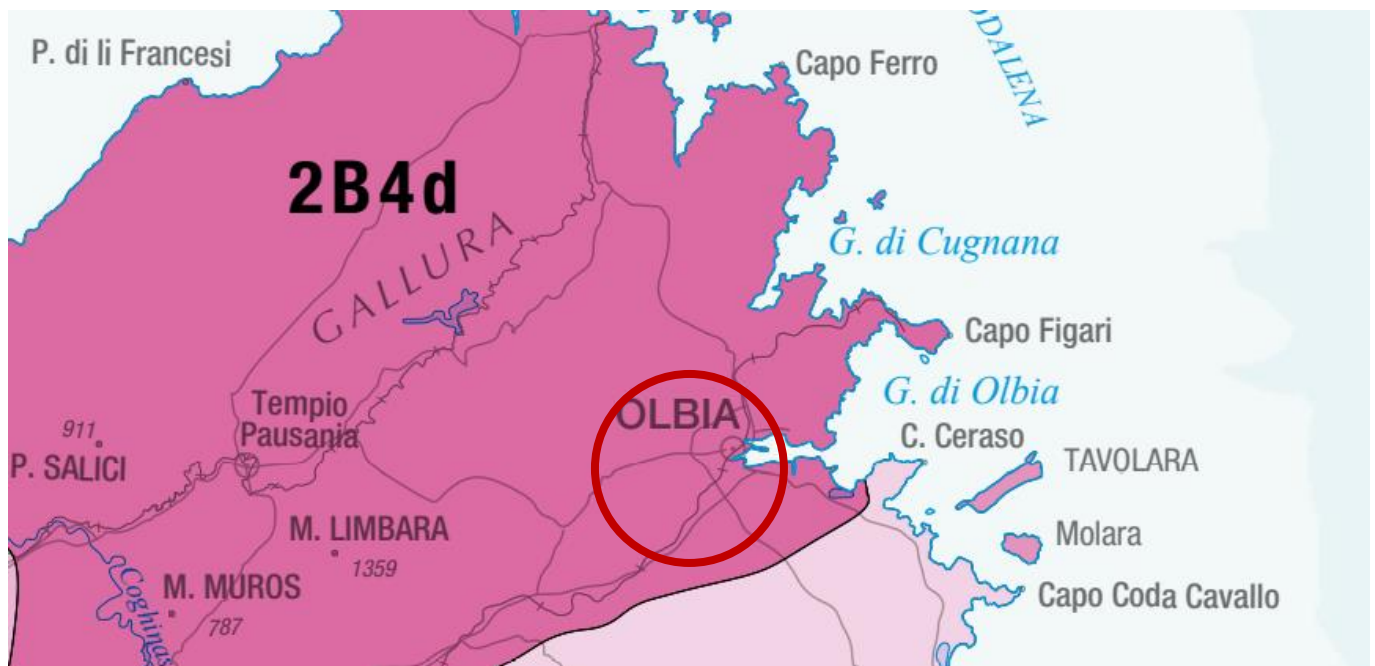 P. di li Francesi
Capo Ferro
DDALENA
2B4d
GALLURA
G. di Cugnana
Capo Figari
G. di Olbia
OLBIA
Tempio
Pausania
911
P. SALICI
C. Ceraso
TAVOLARA
M. LIMBARA
1359
Molara
M. MUROS
787
Coghinas
Capo Coda Cavallo